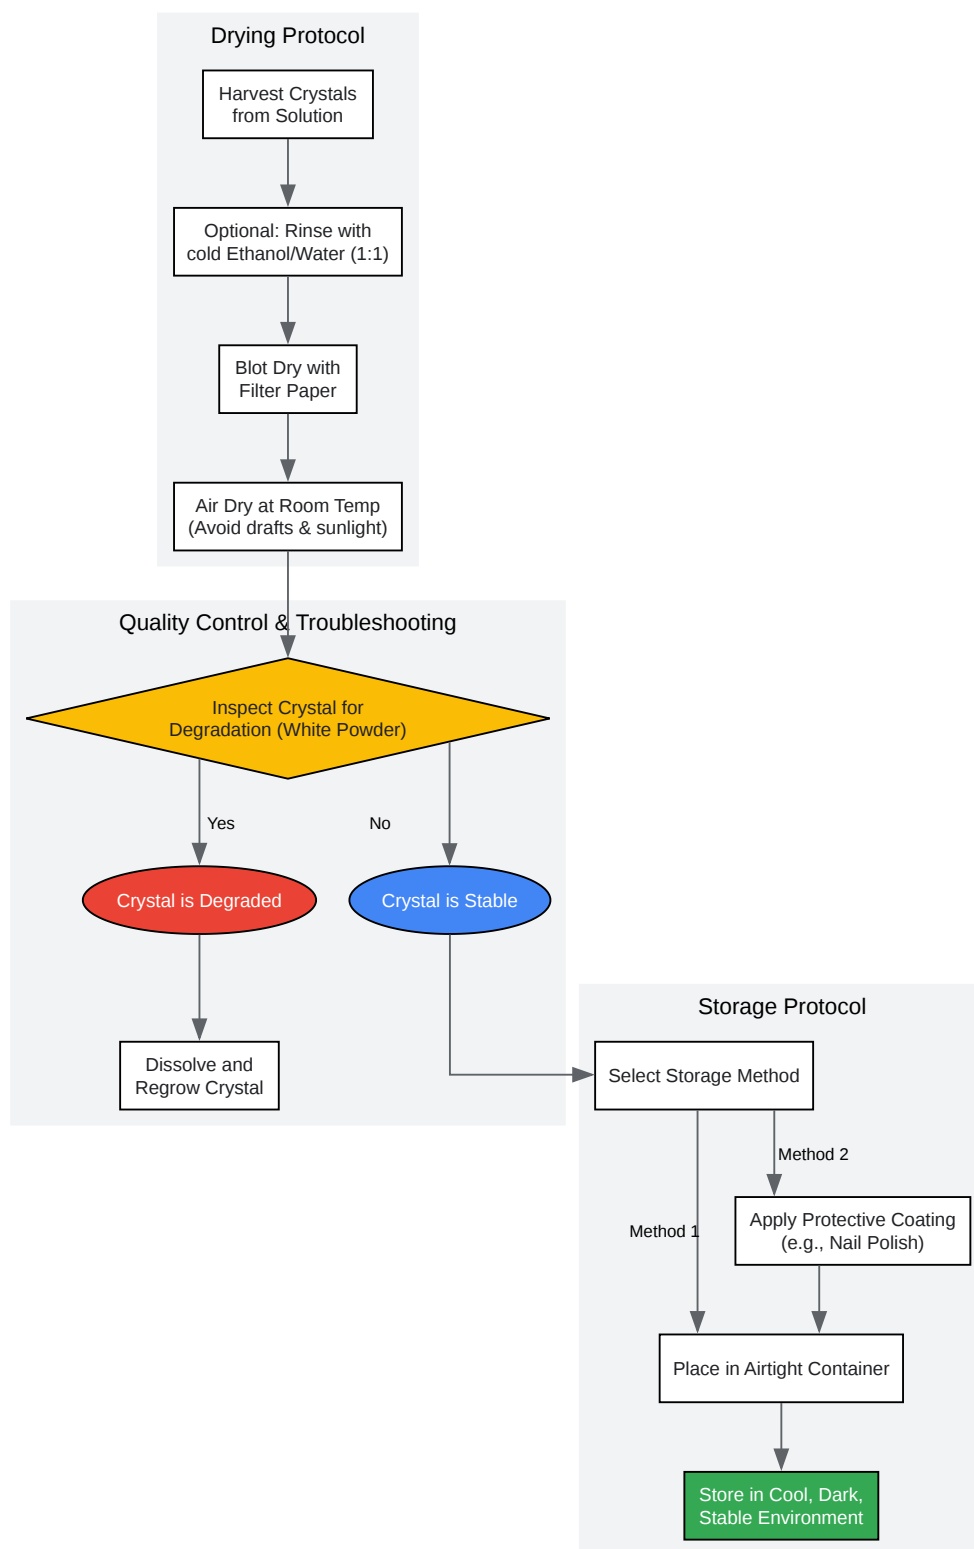 Drying Protocol
Harvest Crystals
from Solution
Optional: Rinse with
cold Ethanol/Water (1:1)
Blot Dry with
Filter Paper
Air Dry at Room Temp
(Avoid drafts & sunlight)
Quality Control & Troubleshooting
Inspect Crystal for
Degradation (White Powder)
Yes
No
Crystal is Degraded
Crystal is Stable
Dissolve and
Regrow Crystal
Storage Protocol
Select Storage Method
Method 2
Method 1
Apply Protective Coating
(e.g., Nail Polish)
Place in Airtight Container
Store in Cool, Dark,
Stable Environment